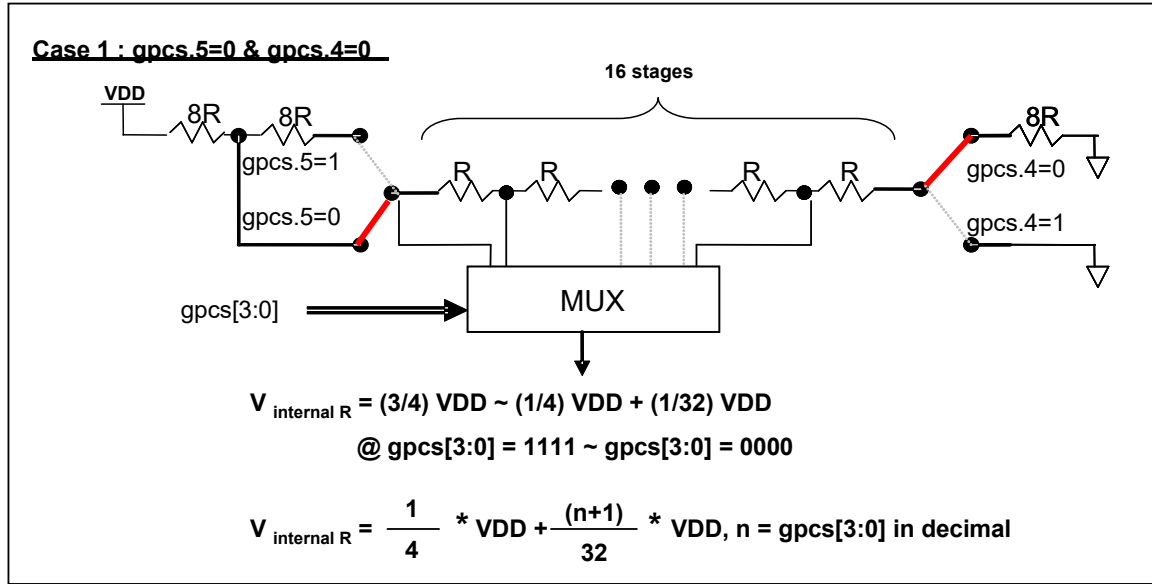 Case 1 : gpcs.5=0 & gpcs.4=0
16 stages
VDD
8R 8R 8R
gpcs.5=1 R R R R gpcs.4=0
gpcs.5=0 gpcs.4=1
MUX
gpcs[3:0]
V internal R = (3/4) VDD ~ (1/4) VDD + (1/32) VDD
@ gpcs[3:0] = 1111 ~ gpcs[3:0] = 0000
V internal R = 1/4 * VDD + (n+1)/32 * VDD, n = gpcs[3:0] in decimal